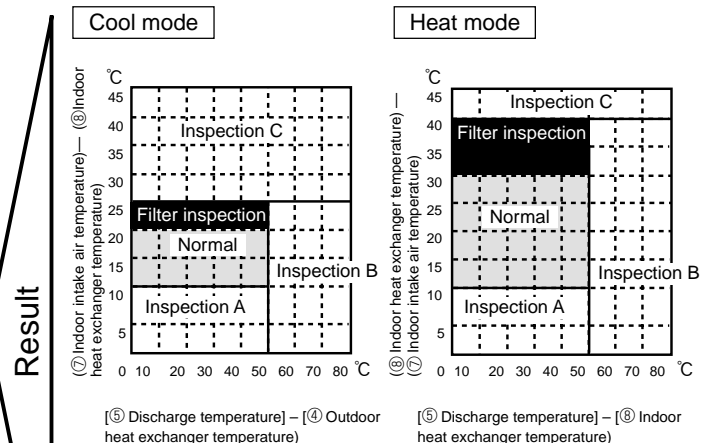 Cool mode
Heat mode
Result
(⑦Indoor intake air temperature)— (⑧Indoor
heat exchanger temperature)
℃
45
40
35
30
25
20
15
10
5
0 10 20 30 40 50 60 70 80 ℃
Inspection C
Filter inspection
Normal
Inspection B
Inspection A
[⑤ Discharge temperature] – [④ Outdoor
heat exchanger temperature)
(⑧ Indoor heat exchanger temperature) —
(⑦ Indoor intake air temperature)
℃
45
40
35
30
25
20
15
10
5
0 10 20 30 40 50 60 70 80 ℃
Inspection C
Filter inspection
Normal
Inspection B
Inspection A
[⑤ Discharge temperature] – [⑧ Indoor
heat exchanger temperature)